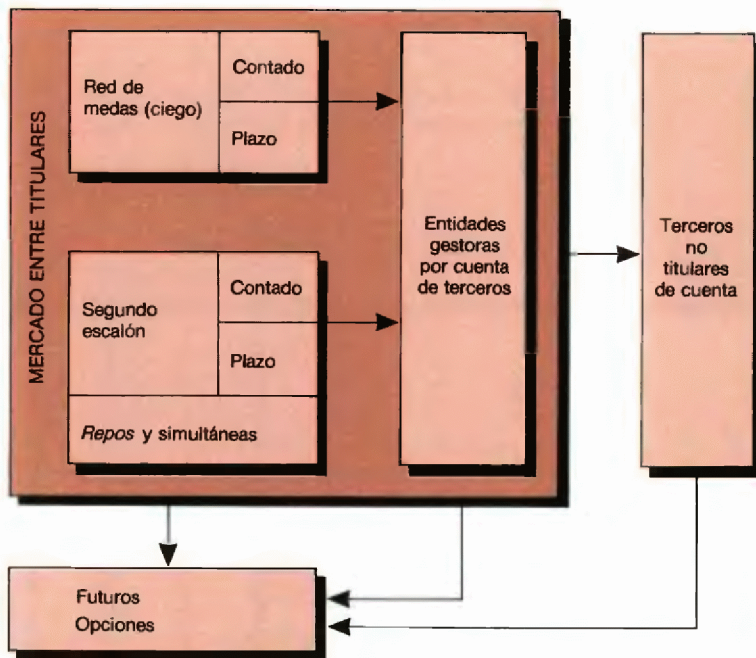 MERCADO ENTRE TITULARES
Red de
medas (ciego)
Contado
Plazo
Segundo
escalón
Contado
Plazo
Repos y simultáneas
Entidades
gestoras
por cuenta
de terceros
Terceros
no
titulares
de cuenta
Futuros
Opciones